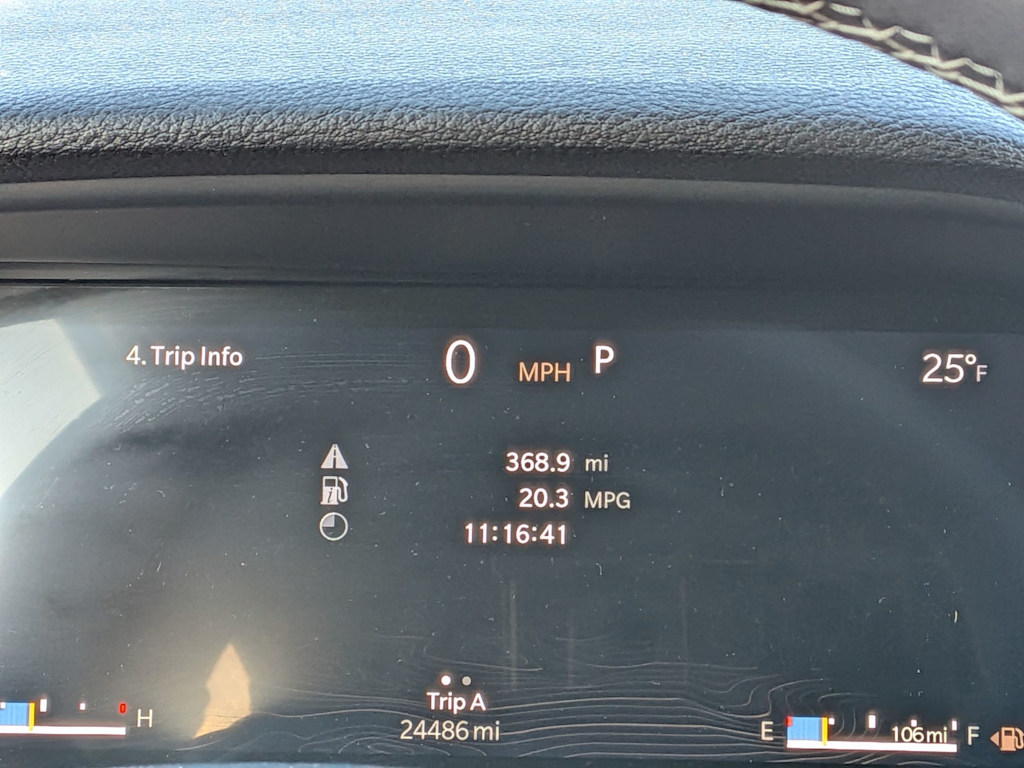 4. Trip Info
0 MPH P
25°F
368.9 mi
20.3 MPG
11:16:41
Trip A
24486 mi
H
E 106 mi F